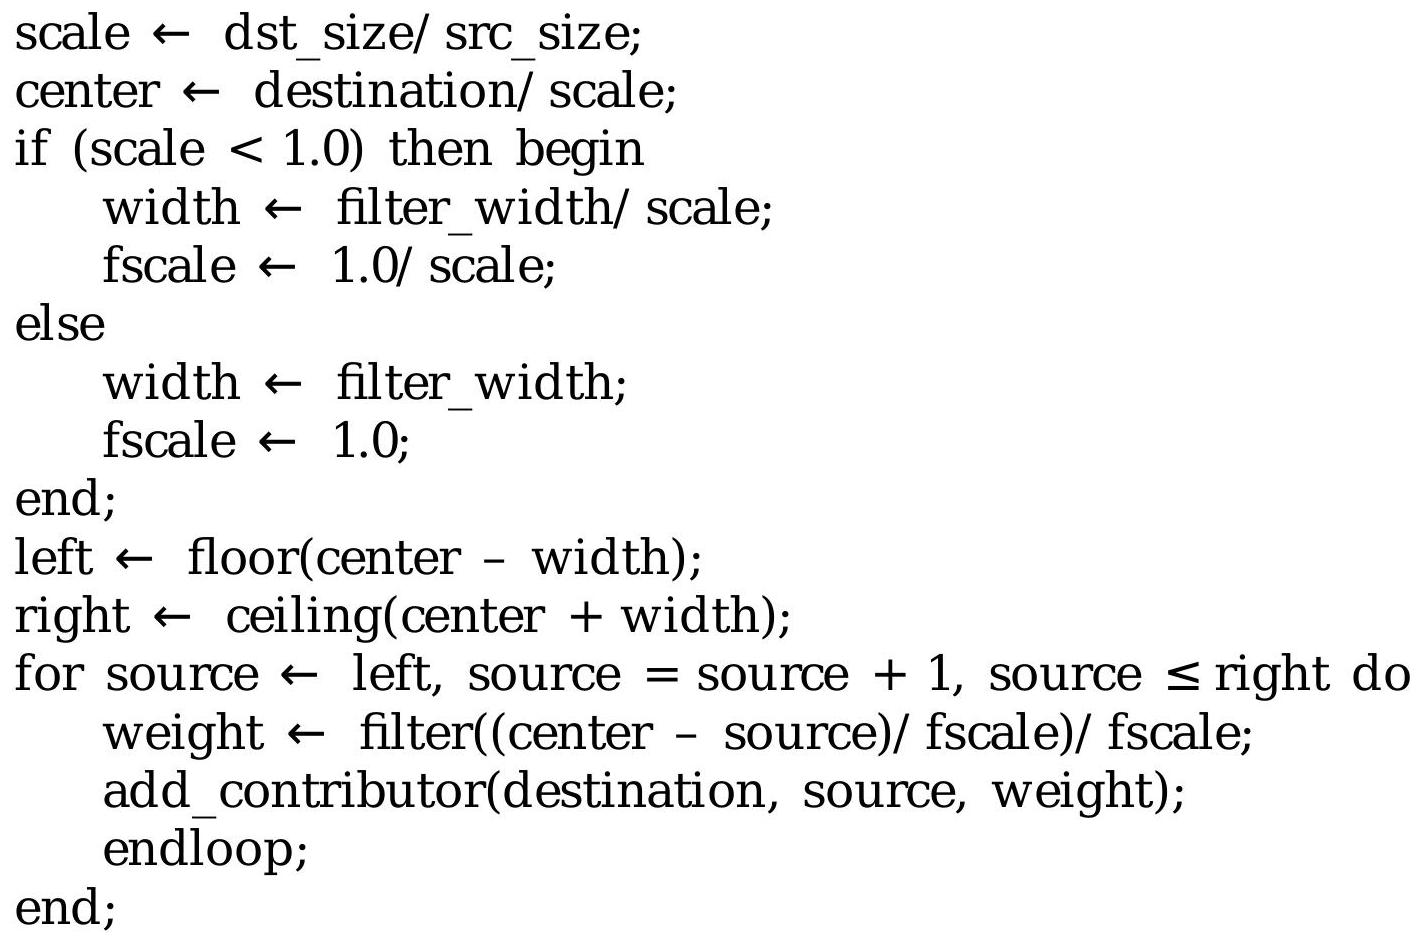 scale ← dst_size/ src_size;
center ← destination/ scale;
if (scale < 1.0) then begin
width ← filter_width/ scale;
fscale ← 1.0/ scale;
else
width ← filter_width;
fscale ← 1.0;
end;
left ← floor(center – width);
right ← ceiling(center + width);
for source ← left, source = source + 1, source ≤ right do
weight ← filter((center – source)/ fscale)/ fscale;
add_contributor(destination, source, weight);
endloop;
end;